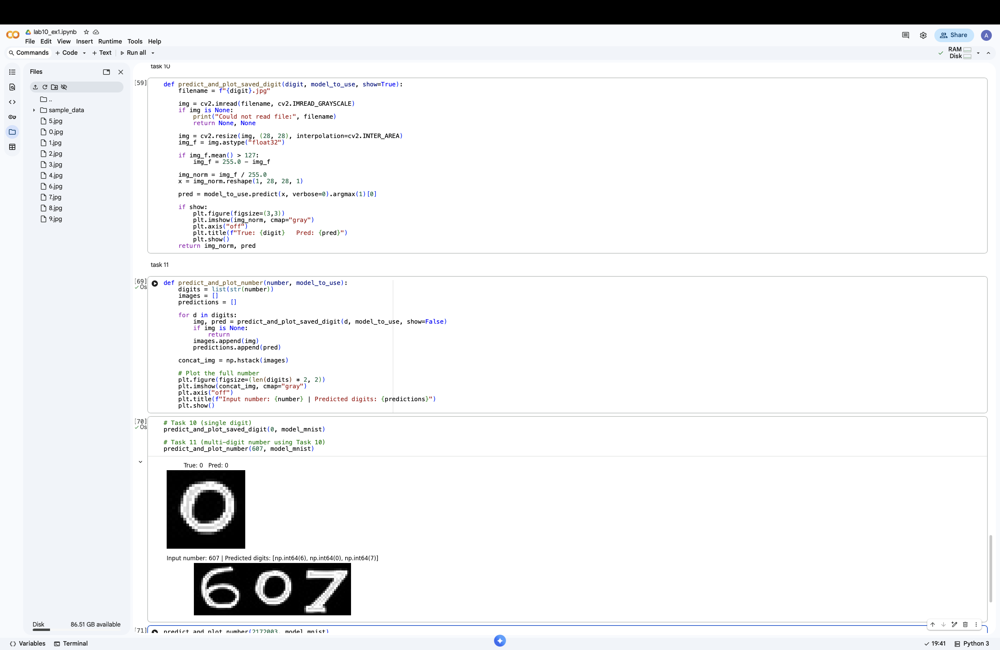 lab10_ex1.ipynb
File Edit View Insert Runtime Tools Help
Share
A
Commands + Code + Text Run all
RAM
Disk
Files
..
sample_data
5.jpg
0.jpg
1.jpg
2.jpg
3.jpg
4.jpg
6.jpg
7.jpg
8.jpg
9.jpg
Disk 86.51 GB available
task 10
[59]
def predict_and_plot_saved_digit(digit, model_to_use, show=True):
    filename = f"{digit}.jpg"
    img = cv2.imread(filename, cv2.IMREAD_GRAYSCALE)
    if img is None:
        print("Could not read file:", filename)
        return None, None
    img = cv2.resize(img, (28, 28), interpolation=cv2.INTER_AREA)
    img_f = img.astype("float32")
    if img_f.mean() > 127:
        img_f = 255.0 - img_f
    img_norm = img_f / 255.0
    x = img_norm.reshape(1, 28, 28, 1)
    pred = model_to_use.predict(x, verbose=0).argmax(1)[0]
    if show:
        plt.figure(figsize=(3,3))
        plt.imshow(img_norm, cmap="gray")
        plt.axis("off")
        plt.title(f"True: {digit}   Pred: {pred}")
        plt.show()
    return img_norm, pred
task 11
[69]
0s
def predict_and_plot_number(number, model_to_use):
    digits = list(str(number))
    images = []
    predictions = []
    for d in digits:
        img, pred = predict_and_plot_saved_digit(d, model_to_use, show=False)
        if img is None:
            return
        images.append(img)
        predictions.append(pred)
    concat_img = np.hstack(images)
    # Plot the full number
    plt.figure(figsize=(len(digits) * 2, 2))
    plt.imshow(concat_img, cmap="gray")
    plt.axis("off")
    plt.title(f"Input number: {number} | Predicted digits: {predictions}")
    plt.show()
[70]
0s
# Task 10 (single digit)
predict_and_plot_saved_digit(0, model_mnist)
# Task 11 (multi-digit number using Task 10)
predict_and_plot_number(607, model_mnist)
True: 0   Pred: 0
0
Input number: 607 | Predicted digits: [np.int64(6), np.int64(0), np.int64(7)]
607
[71]
predict_and_plot_number(2172003, model_mnist)
{} Variables Terminal
19:41 Python 3